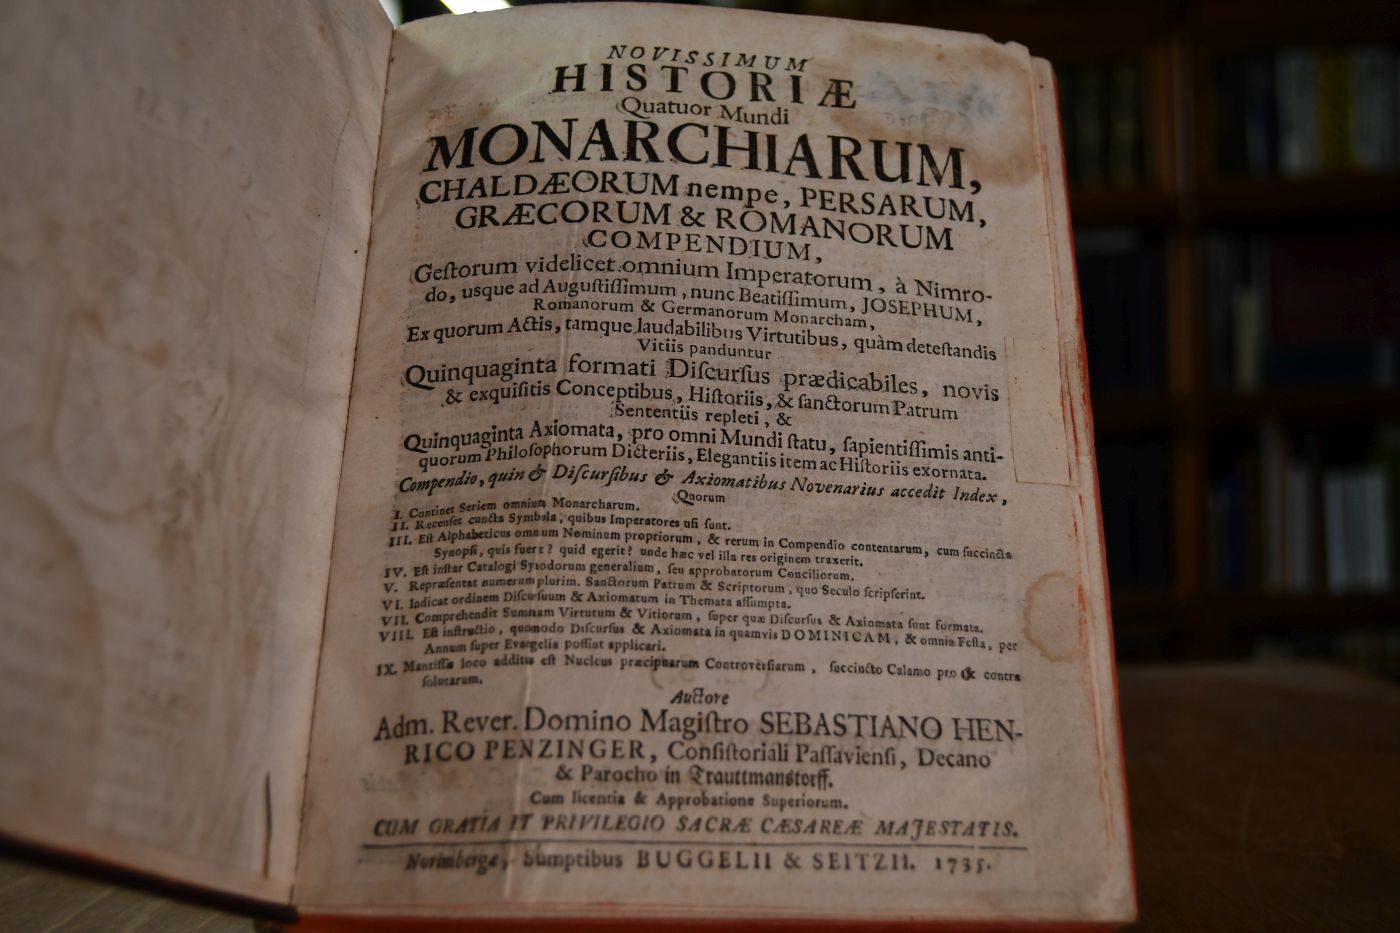 NOVISSIMUM
HISTORIÆ
Quatuor Mundi
MONARCHIARUM,
CHALDÆORUM nempe, PERSARUM,
GRÆCORUM & ROMANORUM
COMPENDIUM,
Geſtorum videlicet omnium Imperatorum, à Nimro-
do, usque ad Auguſtiſſimum, nunc Beatiſſimum, JOSEPHUM,
Romanorum & Germanorum Monarcham,
Ex quorum Actis, tamque laudabilibus Virtutibus, quàm deteſtandis
Vitiis panduntur
Quinquaginta formati Diſcurſus prædicabiles, novis
& exquiſitis Conceptibus, Hiſtoriis, & ſanctorum Patrum
Sententiis repleti, &
Quinquaginta Axiomata, pro omni Mundi ſtatu, ſapientiſſimis anti-
quorum Philoſophorum Dicteriis, Elegantiis item ac Hiſtoriis exornata.
Compendio, quin & Diſcurſibus & Axiomatibus Novenarius accedit Index,
Quorum
I. Continet Seriem omnium Monarcharum.
II. Recenſet cuncta Symbola, quibus Imperatores uſi ſunt.
III. Eſt Alphabeticus omnium Nominum propriorum, & rerum in Compendio contentarum, cum ſuccincta
Synopſi, quis fuerit? quid egerit? unde hæc vel illa res originem traxerit.
IV. Eſt inſtar Catalogi Synodorum generalium, ſeu approbatorum Conciliorum.
V. Repræſentat numerum plurim. Sanctorum Patrum & Scriptorum, quo Seculo ſcripſerint.
VI. Indicat ordinem Diſcurſuum & Axiomatum in Themata aſſumpta.
VII. Comprehendit Summam Virtutum & Vitiorum, ſuper quæ Diſcurſus & Axiomata ſunt formata.
VIII. Eſt inſtructio, quomodo Diſcurſus & Axiomata in quamvis DOMINICAM, & omnia Feſta, per
Annum ſuper Evangelia poſſint applicari.
IX. Mantiſſæ loco additus eſt Nucleus præcipuarum Controverſiarum, ſuccincto Calamo pro & contra
ſolutarum.
Auctore
Adm. Rever. Domino Magiſtro SEBASTIANO HEN-
RICO PENZINGER, Conſiſtoriali Paſſavienſi, Decano
& Parocho in Trauttmanstorff.
Cum licentia & Approbatione Superiorum.
CUM GRATIA ET PRIVILEGIO SACRÆ CÆSAREÆ MAJESTATIS.
Norimbergæ, Sumptibus BUGGELII & SEITZII. 1735.